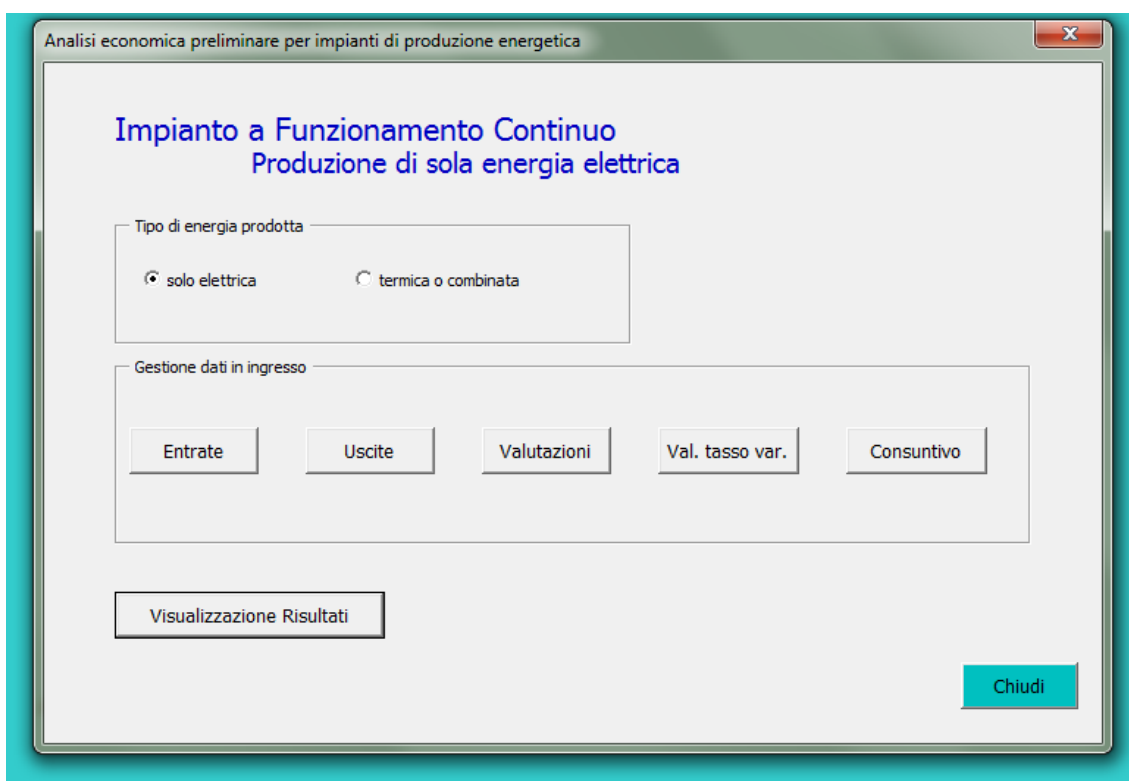 Analisi economica preliminare per impianti di produzione energetica
Impianto a Funzionamento Continuo
Produzione di sola energia elettrica
Tipo di energia prodotta
solo elettrica termica o combinata
Gestione dati in ingresso
Entrate Uscite Valutazioni Val. tasso var. Consuntivo
Visualizzazione Risultati
Chiudi